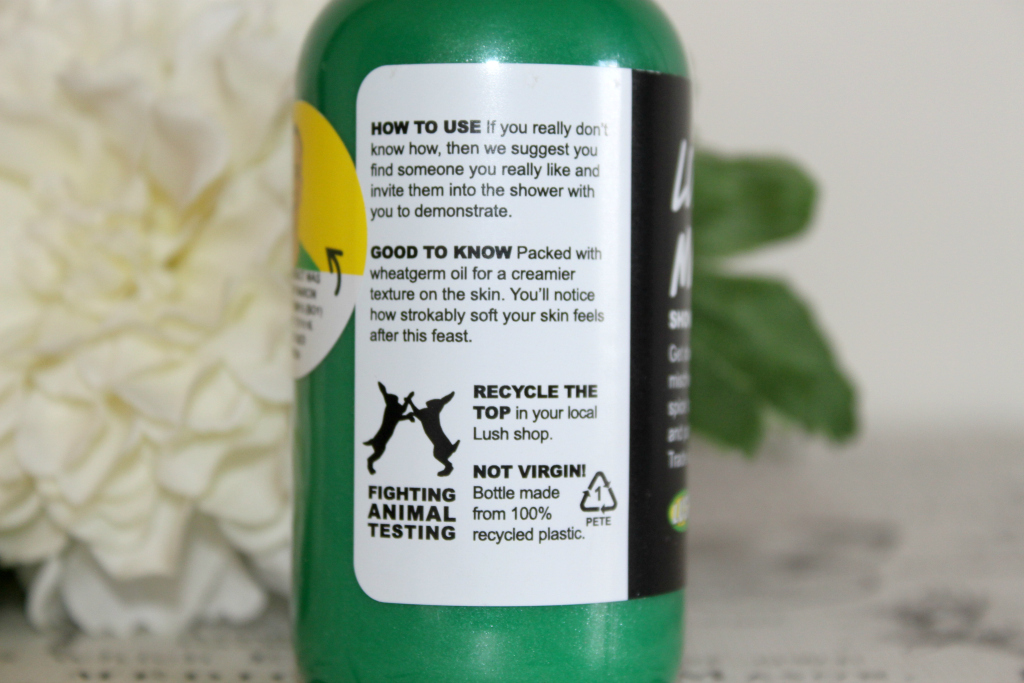 HOW TO USE If you really don't
know how, then we suggest you
find someone you really like and
invite them into the shower with
you to demonstrate.
GOOD TO KNOW Packed with
wheatgerm oil for a creamier
texture on the skin. You'll notice
how strokably soft your skin feels
after this feast.
RECYCLE THE
TOP in your local
Lush shop.
NOT VIRGIN!
Bottle made
from 100%
recycled plastic.
1
PETE
FIGHTING
ANIMAL
TESTING